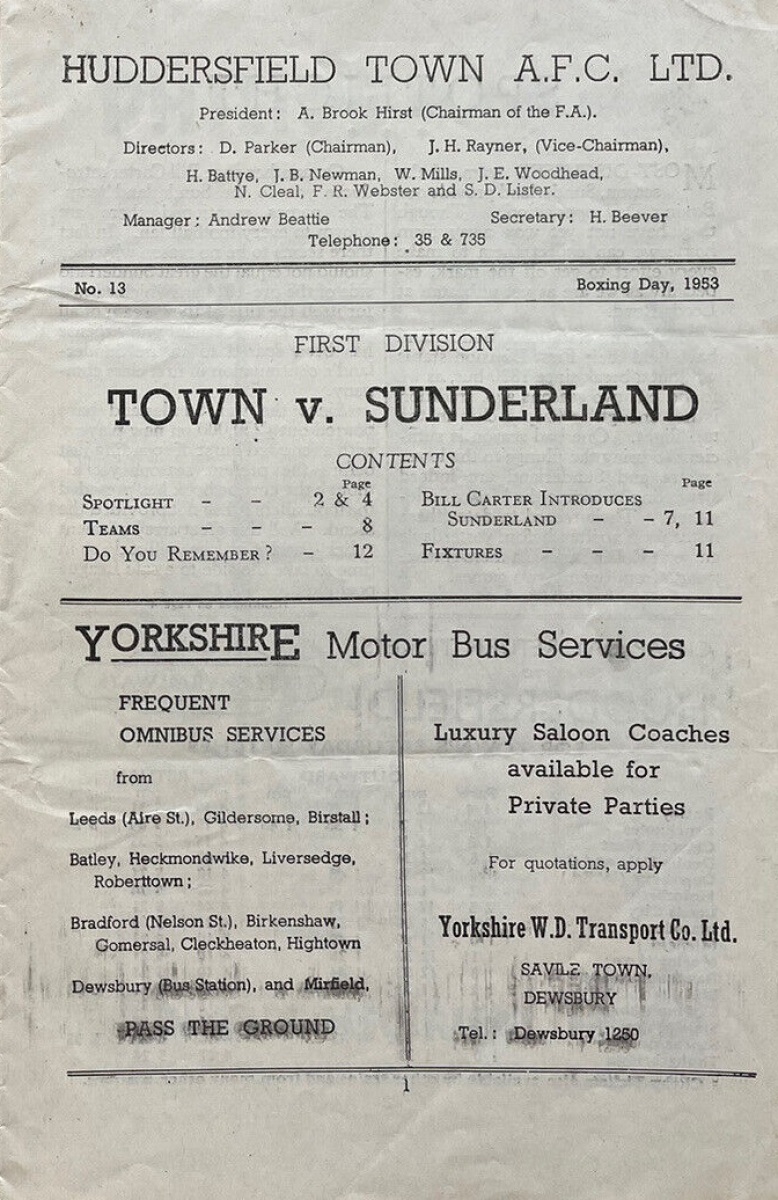 HUDDERSFIELD TOWN A.F.C. LTD.
President: A. Brook Hirst (Chairman of the F.A.).
Directors: D. Parker (Chairman), J. H. Rayner, (Vice-Chairman),
H. Battye, J. B. Newman, W. Mills, J. E. Woodhead,
N. Cleal, F. R. Webster and S. D. Lister.
Manager: Andrew Beattie Secretary: H. Beever
Telephone: 35 & 735
No. 13 Boxing Day, 1953
FIRST DIVISION
TOWN v. SUNDERLAND
CONTENTS
Page
SPOTLIGHT - - 2 & 4
TEAMS - - - 8
DO YOU REMEMBER? - 12
Page
BILL CARTER INTRODUCES
SUNDERLAND - - 7, 11
FIXTURES - - - 11
YORKSHIRE Motor Bus Services
FREQUENT
OMNIBUS SERVICES
from
Leeds (Aire St.), Gildersome, Birstall;
Batley, Heckmondwike, Liversedge,
Roberttown;
Bradford (Nelson St.), Birkenshaw,
Gomersal, Cleckheaton, Hightown
Dewsbury (Bus Station), and Mirfield,
PASS THE GROUND
Luxury Saloon Coaches
available for
Private Parties
For quotations, apply
Yorkshire W.D. Transport Co. Ltd.
SAVILE TOWN,
DEWSBURY
Tel.: Dewsbury 1250
1